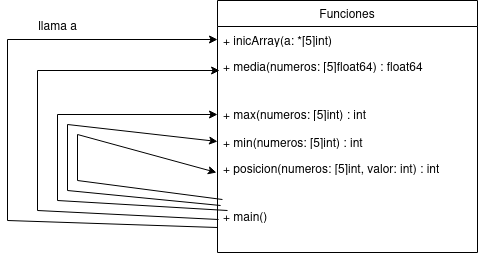 Funciones
llama a
+ inicArray(a: *[5]int)
+ media(numeros: [5]float64) : float64
+ max(numeros: [5]int) : int
+ min(numeros: [5]int) : int
+ posicion(numeros: [5]int, valor: int) : int
+ main()